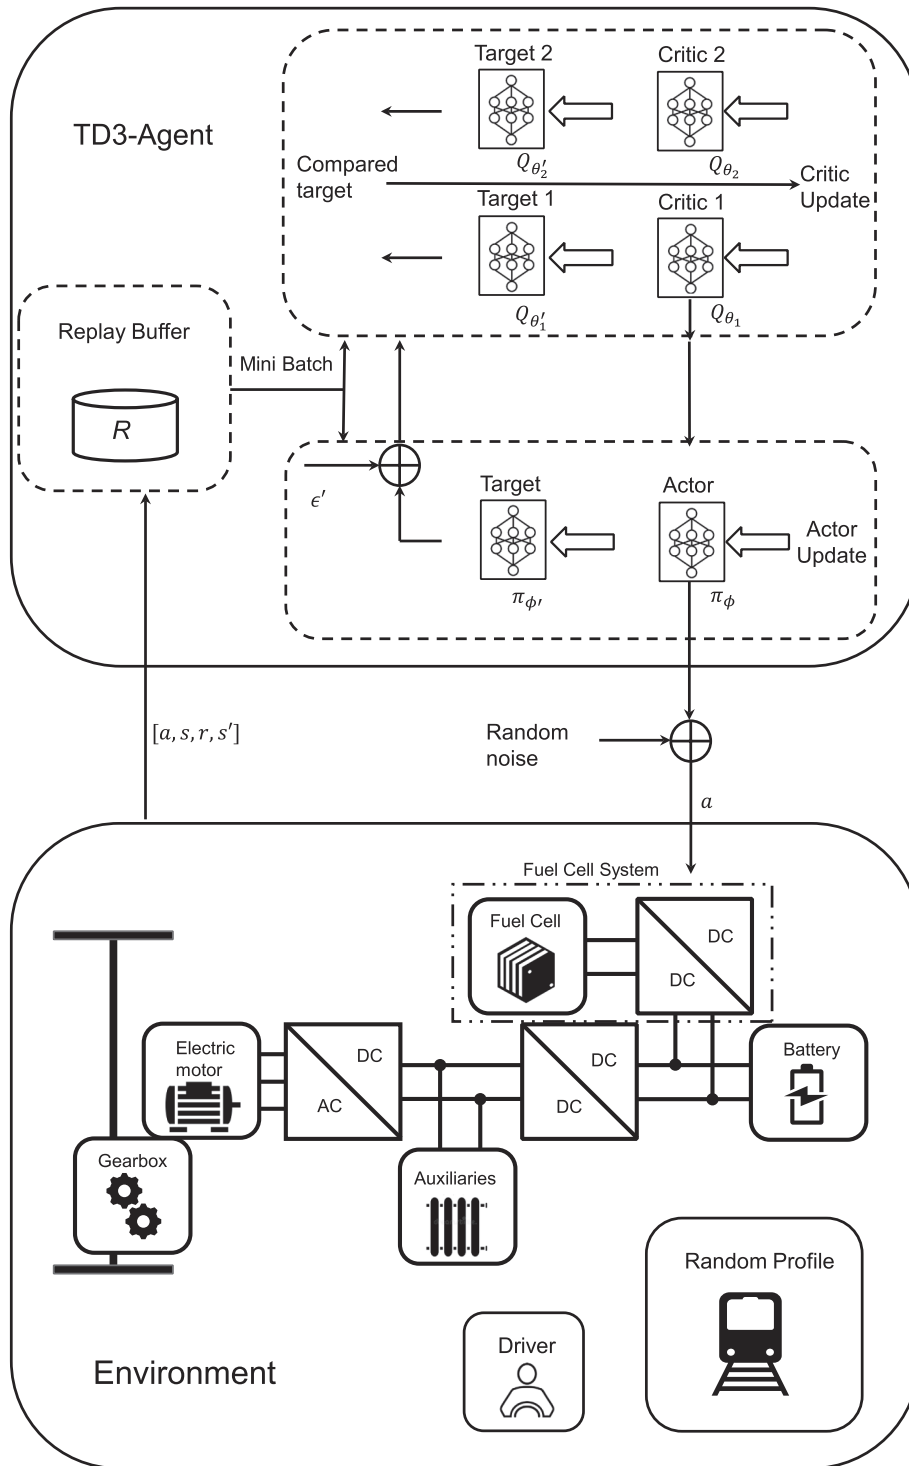 Target 2
Critic 2
TD3-Agent
Q_{θ'_2}
Q_{θ_2}
Compared
target
Critic
Update
Target 1
Critic 1
Q_{θ'_1}
Q_{θ_1}
Replay Buffer
Mini Batch
R
ϵ′
Target
Actor
Actor
Update
π_{ϕ′}
π_ϕ
[a, s, r, s′]
Random
noise
a
Fuel Cell System
Fuel Cell
DC
DC
Electric
motor
DC
AC
DC
DC
Battery
Gearbox
Auxiliaries
Random Profile
Driver
Environment